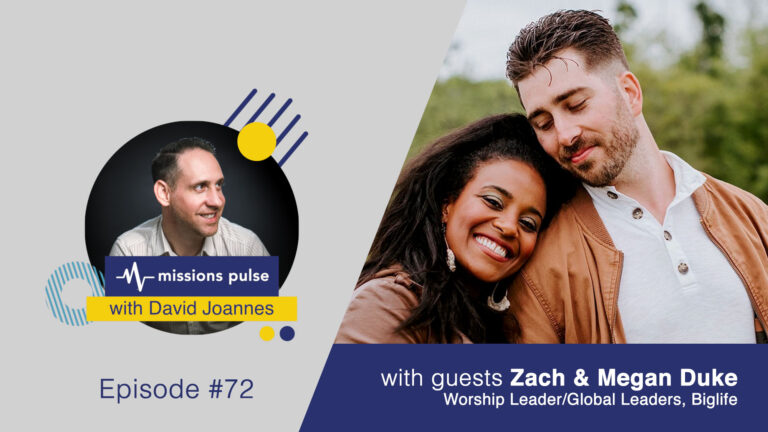 missions pulse
with David Joannes
Episode #72
with guests Zach & Megan Duke
Worship Leader/Global Leaders, Biglife